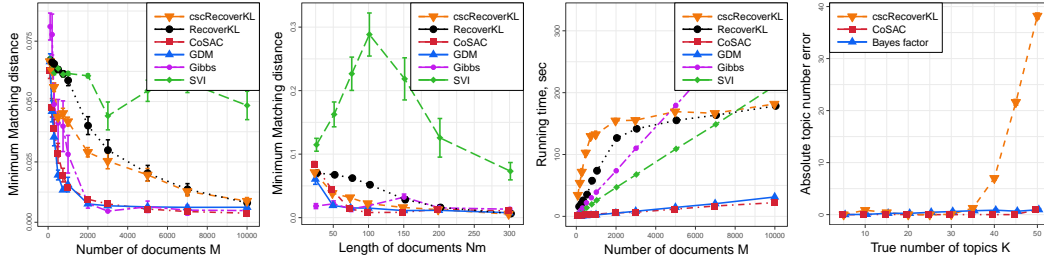 Minimum Matching distance
0.075
0.050
0.025
0.000
0
2000
4000
6000
8000
10000
Number of documents M
cscRecoverKL
RecoverKL
CoSAC
GDM
Gibbs
SVI
Minimum Matching distance
0.3
0.2
0.1
0.0
0
50
100
150
200
250
300
Length of documents Nm
cscRecoverKL
RecoverKL
CoSAC
GDM
Gibbs
SVI
Running time, sec
300
200
100
0
0
2000
4000
6000
8000
10000
Number of documents M
cscRecoverKL
RecoverKL
CoSAC
GDM
Gibbs
SVI
Absolute topic number error
40
30
20
10
0
10
20
30
40
50
True number of topics K
cscRecoverKL
CoSAC
Bayes factor